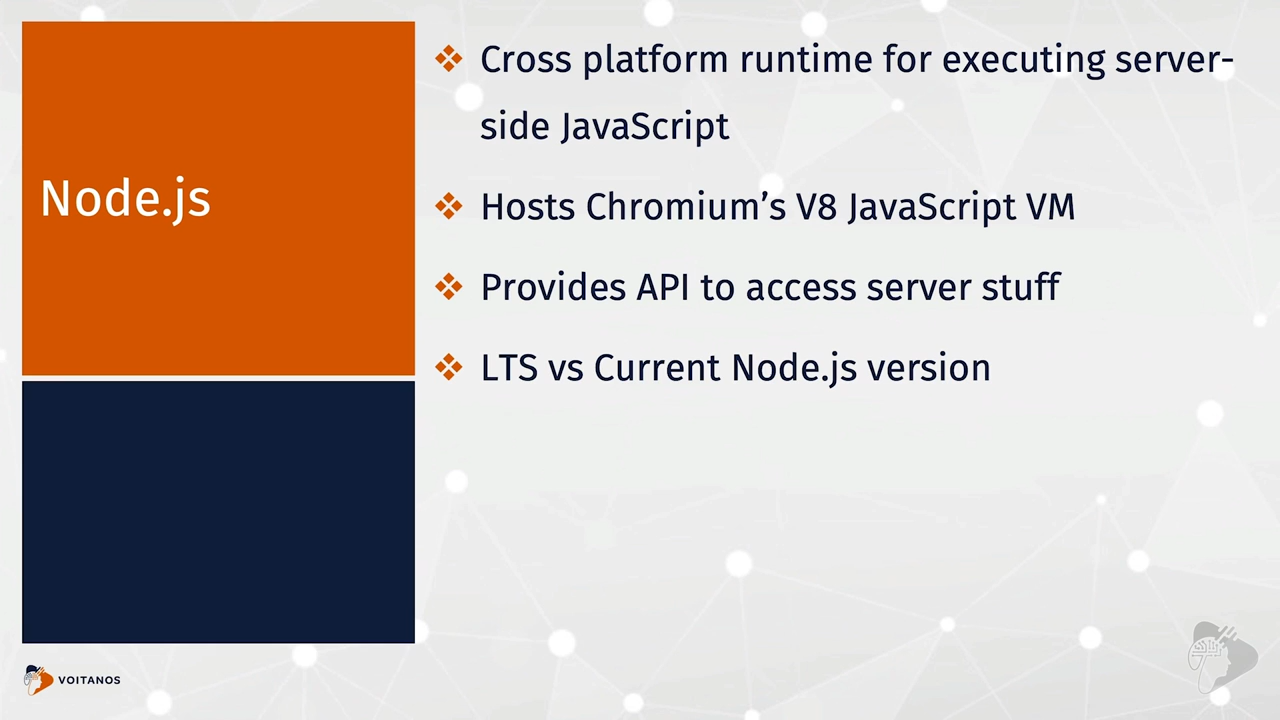 Node.js
Cross platform runtime for executing server-
side JavaScript
Hosts Chromium’s V8 JavaScript VM
Provides API to access server stuff
LTS vs Current Node.js version
VOITANOS